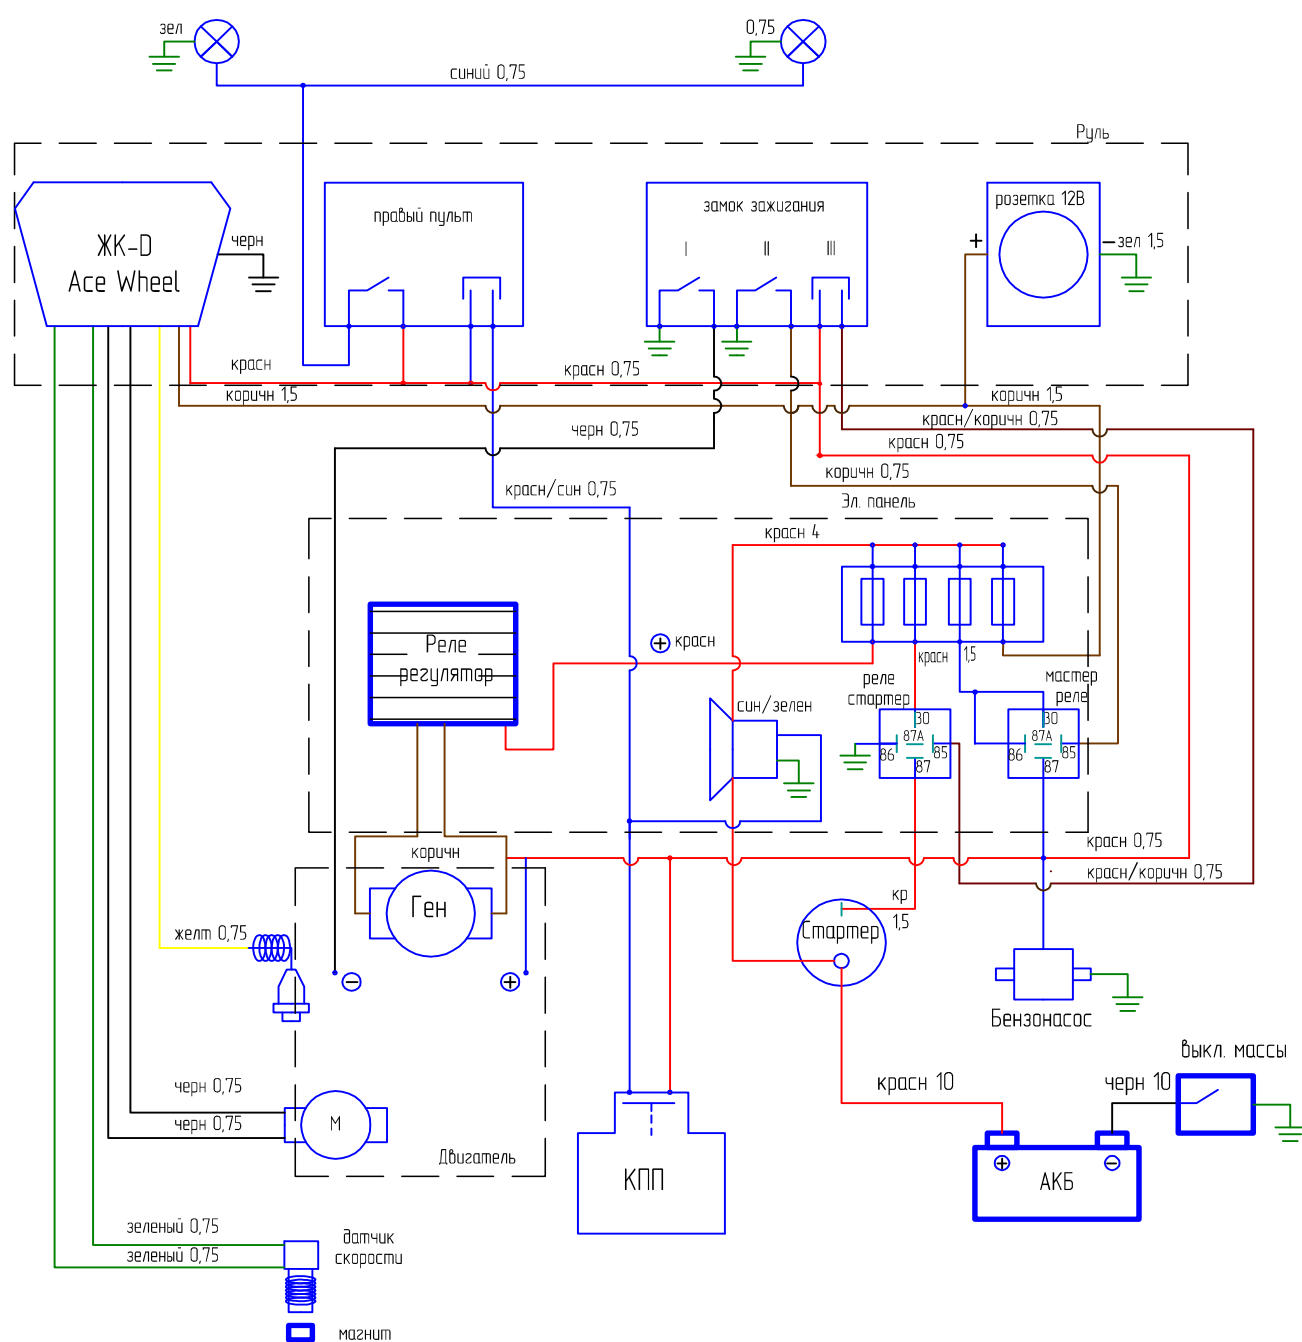 зел
0,75
синий 0,75
Руль
ЖК-D
Ace Wheel
черн
правый пульт
замок зажигания
I
II
III
розетка 12В
+
зел 1,5
красн
красн 0,75
коричн 1,5
коричн 1,5
красн/коричн 0,75
черн 0,75
красн 0,75
коричн 0,75
красн/син 0,75
Эл. панель
красн 4
Реле
регулятор
+
красн
красн
1,5
реле
стартер
мастер
реле
син/зелен
30
87А
86
85
87
30
87А
86
85
87
красн 0,75
красн/коричн 0,75
коричн
Ген
кр
1,5
Стартер
желт 0,75
−
+
Бензонасос
выкл. массы
черн 0,75
черн 0,75
М
красн 10
черн 10
Двигатель
КПП
+
−
АКБ
зеленый 0,75
зеленый 0,75
датчик
скорости
магнит